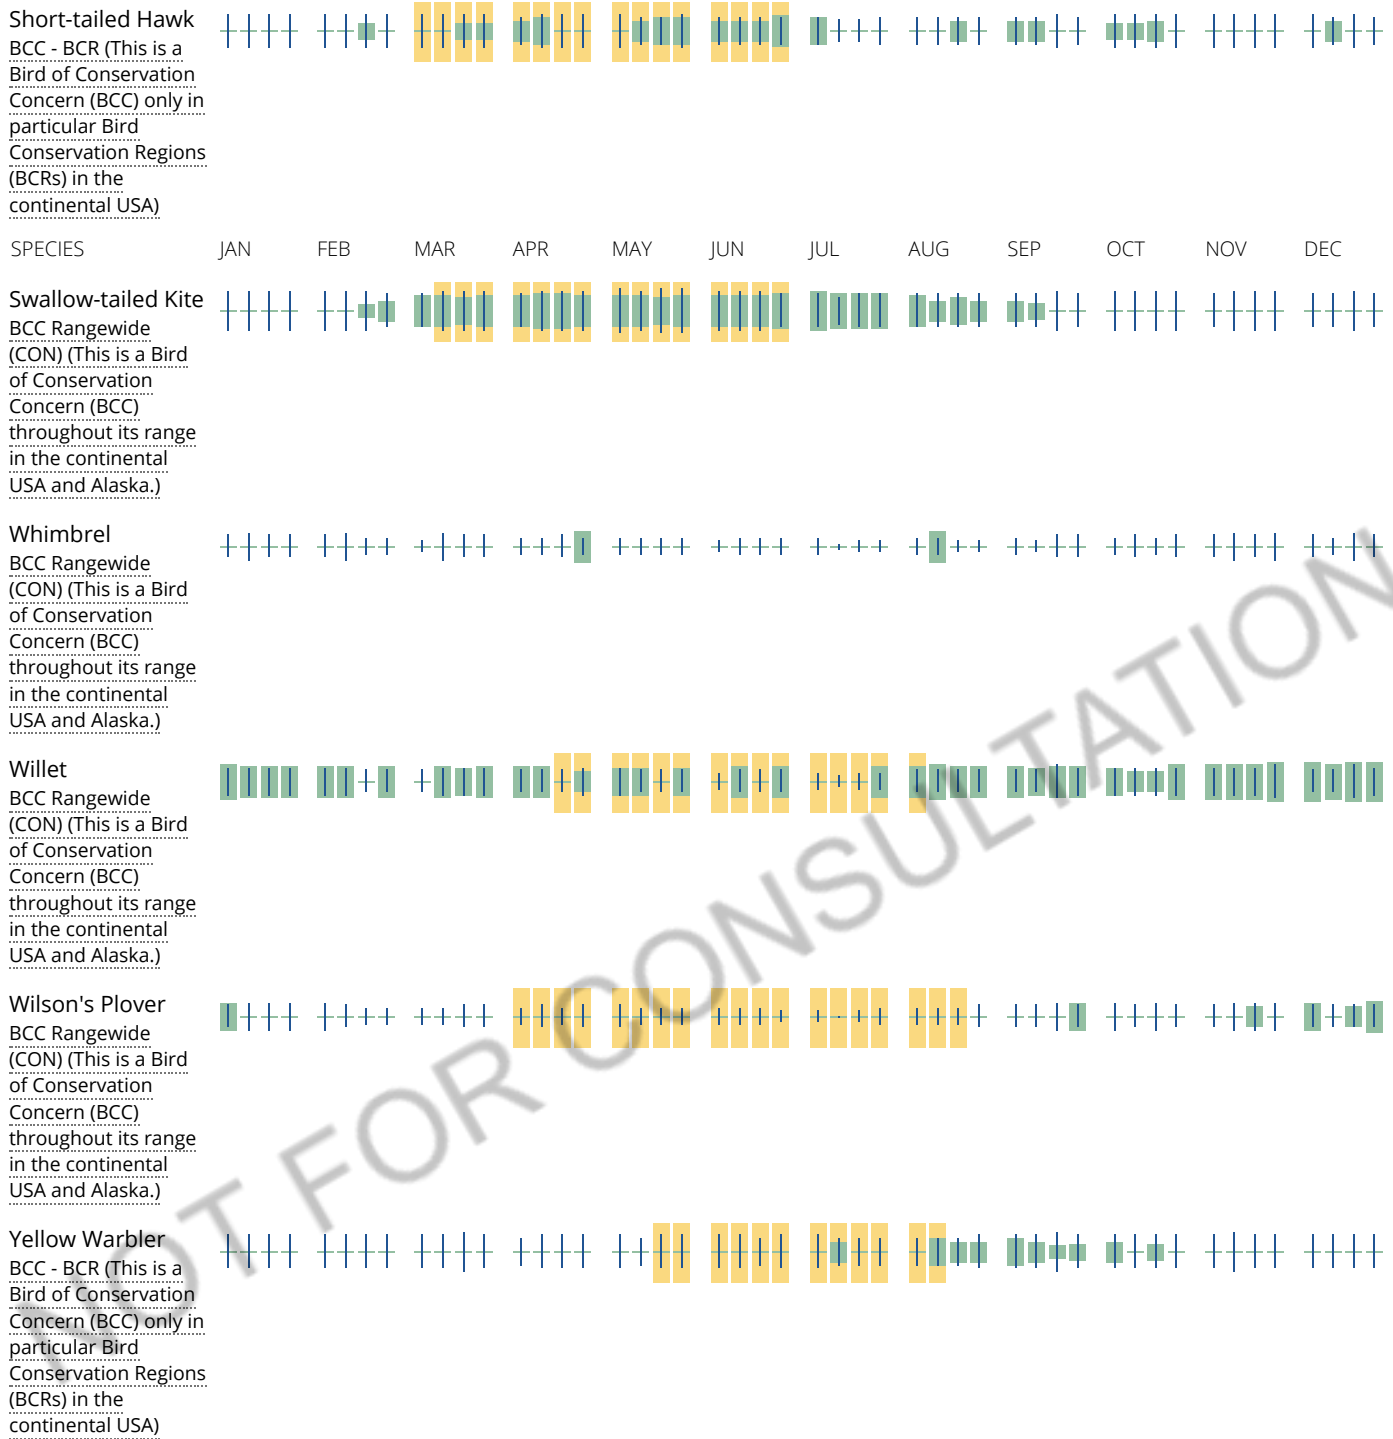 Short-tailed Hawk
BCC - BCR (This is a
Bird of Conservation
Concern (BCC) only in
particular Bird
Conservation Regions
(BCRs) in the
continental USA)
SPECIES JAN FEB MAR APR MAY JUN JUL AUG SEP OCT NOV DEC
Swallow-tailed Kite
BCC Rangewide
(CON) (This is a Bird
of Conservation
Concern (BCC)
throughout its range
in the continental
USA and Alaska.)
Whimbrel
BCC Rangewide
(CON) (This is a Bird
of Conservation
Concern (BCC)
throughout its range
in the continental
USA and Alaska.)
Willet
BCC Rangewide
(CON) (This is a Bird
of Conservation
Concern (BCC)
throughout its range
in the continental
USA and Alaska.)
Wilson's Plover
BCC Rangewide
(CON) (This is a Bird
of Conservation
Concern (BCC)
throughout its range
in the continental
USA and Alaska.)
Yellow Warbler
BCC - BCR (This is a
Bird of Conservation
Concern (BCC) only in
particular Bird
Conservation Regions
(BCRs) in the
continental USA)
NOT FOR CONSULTATION